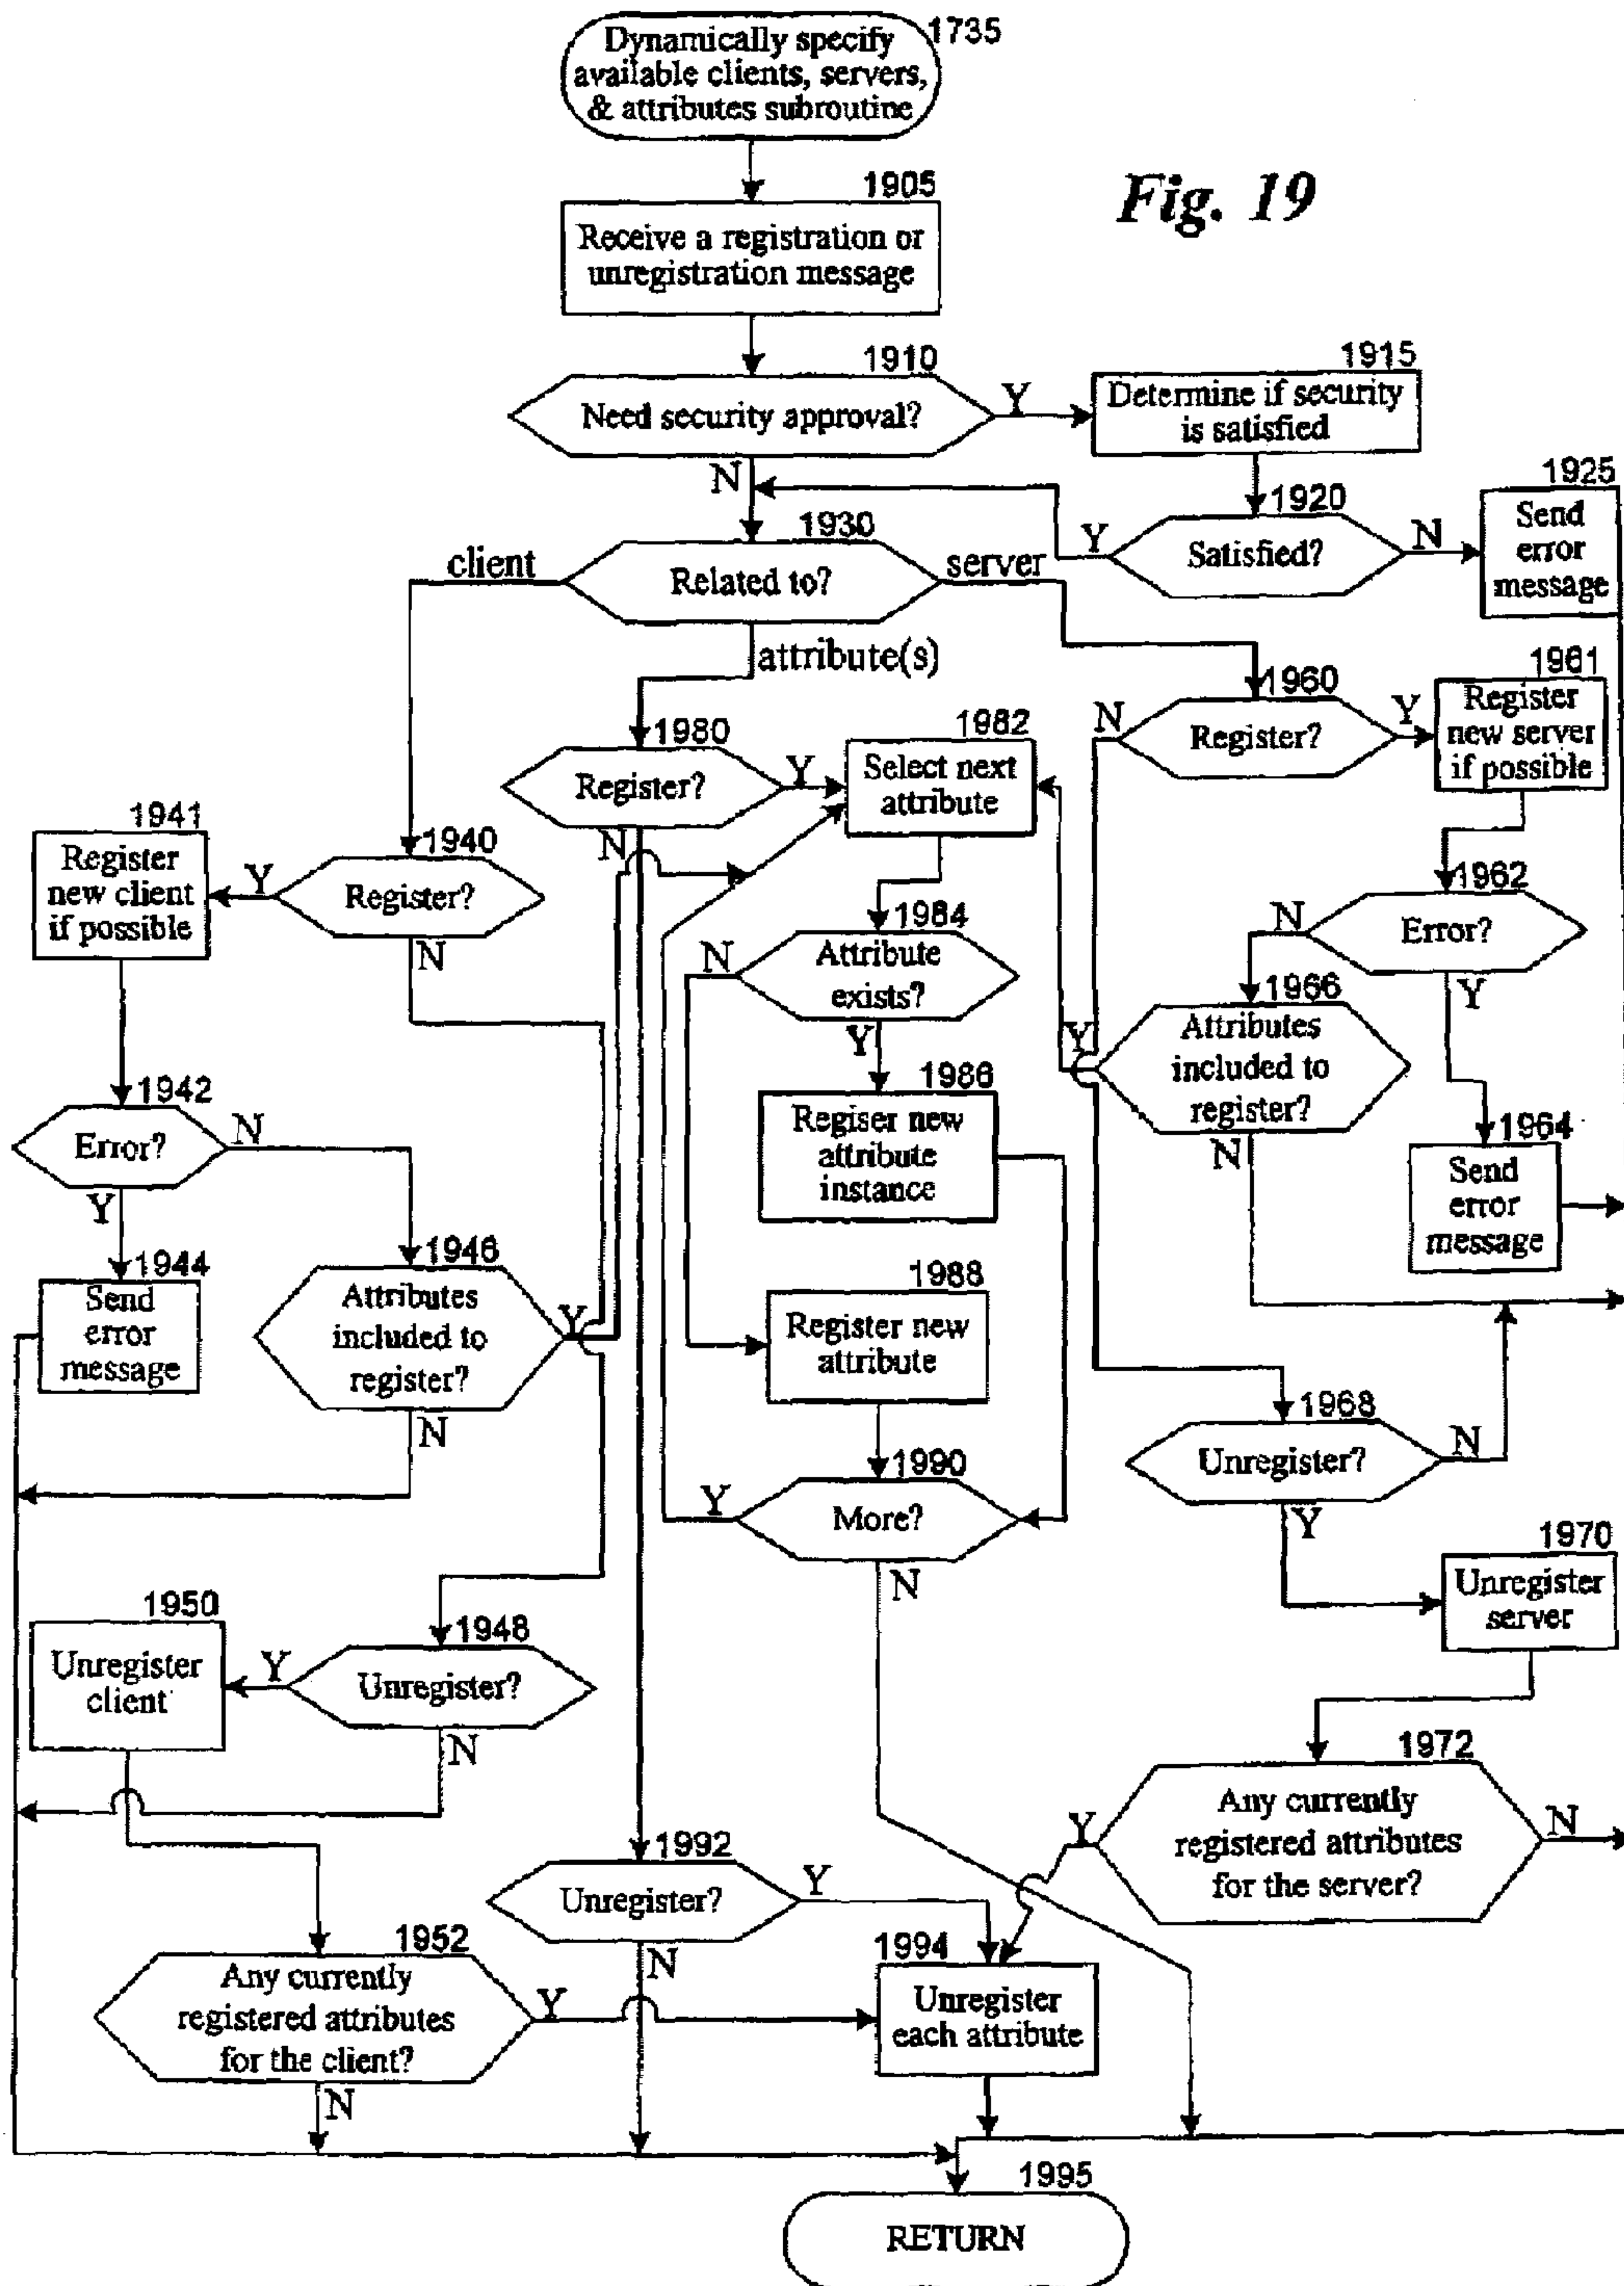 1735
Dynamically specify
available clients, servers,
& attributes subroutine
Fig. 19
1905
Receive a registration or
unregistration message
1910
Need security approval?
Y
N
1915
Determine if security
is satisfied
1920
Satisfied?
Y
N
1925
Send
error
message
1930
Related to?
client
server
attribute(s)
1960
Register?
N
Y
1961
Register
new server
if possible
1980
Register?
Y
N
1982
Select next
attribute
1941
Register
new client
if possible
1940
Register?
Y
N
1962
Error?
N
Y
1984
Attribute
exists?
N
Y
1966
Attributes
included to
register?
Y
N
1986
Regiser new
attribute
instance
1942
Error?
N
Y
1964
Send
error
message
1944
Send
error
message
1946
Attributes
included to
register?
Y
N
1988
Register new
attribute
1968
Unregister?
N
Y
1990
More?
Y
N
1970
Unregister
server
1950
Unregister
client
1948
Unregister?
Y
N
1972
Any currently
registered attributes
for the server?
Y
N
1992
Unregister?
Y
N
1952
Any currently
registered attributes
for the client?
Y
N
1994
Unregister
each attribute
1995
RETURN